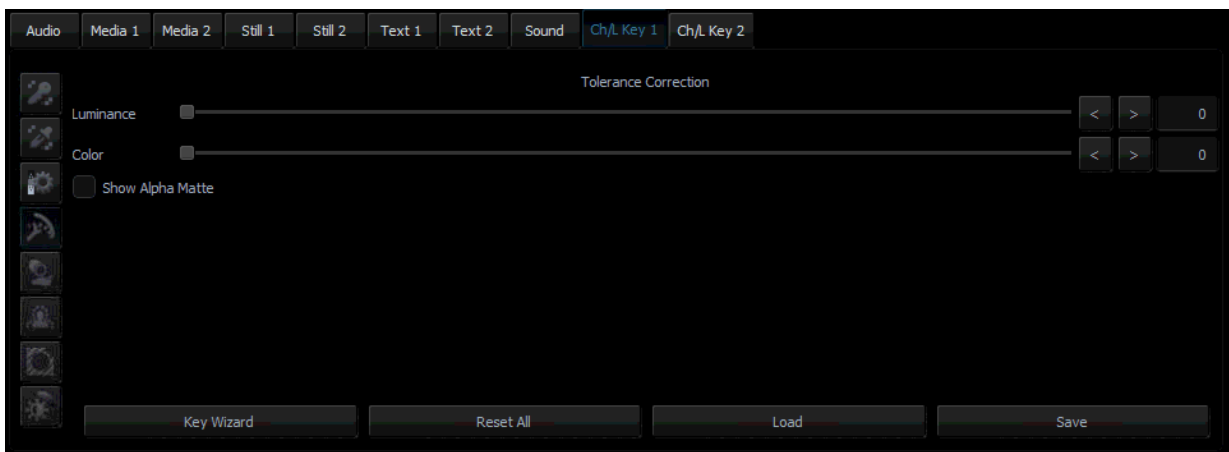 Audio Media 1 Media 2 Still 1 Still 2 Text 1 Text 2 Sound Ch/L Key 1 Ch/L Key 2
Tolerance Correction
Luminance < > 0
Color < > 0
Show Alpha Matte
Key Wizard Reset All Load Save